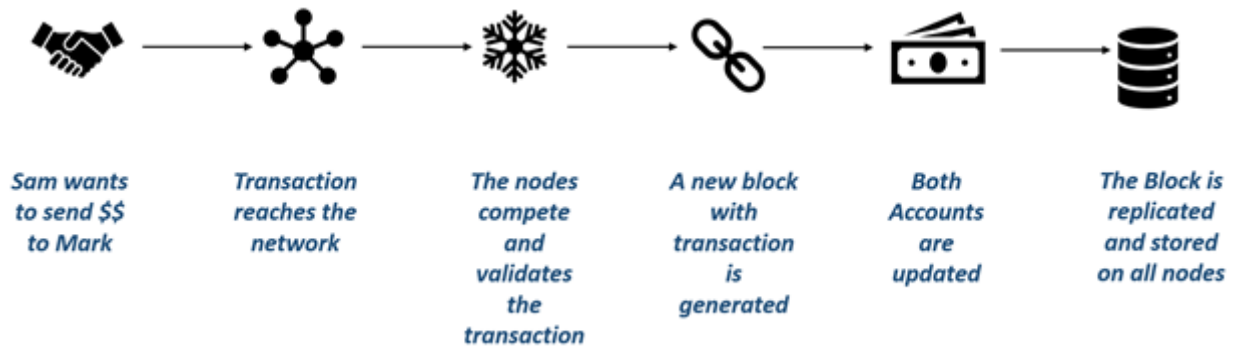 Sam wants
to send $$
to Mark
Transaction
reaches the
network
The nodes
compete
and
validates
the
transaction
A new block
with
transaction
is
generated
Both
Accounts
are
updated
The Block is
replicated
and stored
on all nodes